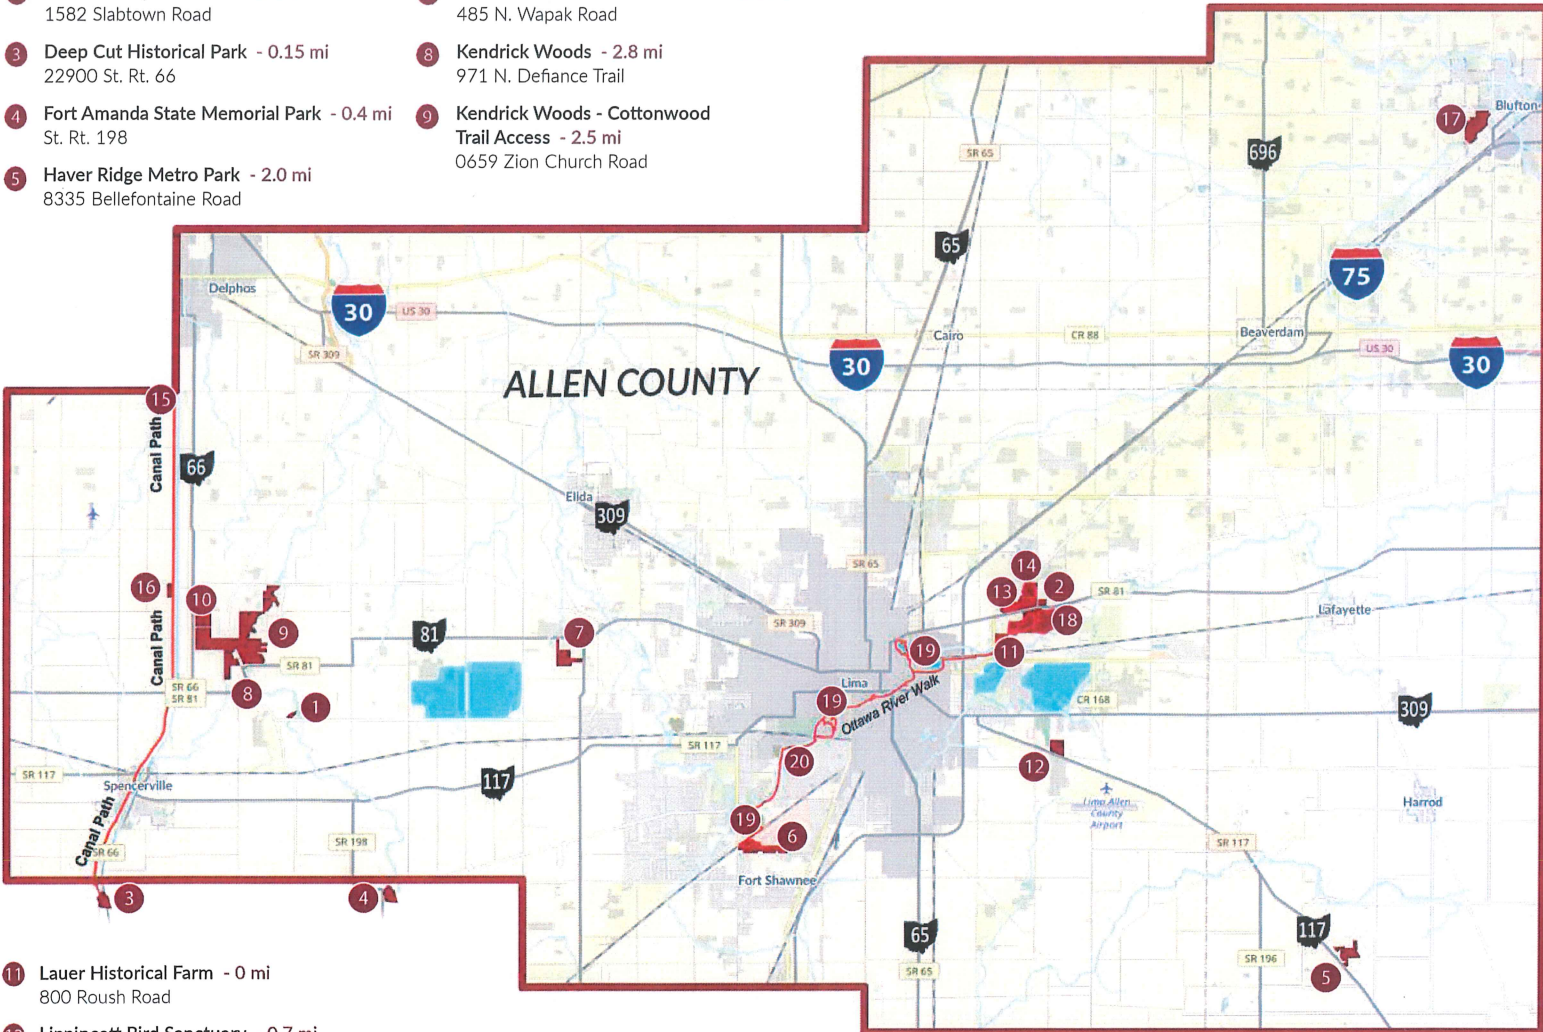 1582 Slabtown Road
3 Deep Cut Historical Park - 0.15 mi
22900 St. Rt. 66
4 Fort Amanda State Memorial Park - 0.4 mi
St. Rt. 198
5 Haver Ridge Metro Park - 2.0 mi
8335 Bellefontaine Road
485 N. Wapak Road
8 Kendrick Woods - 2.8 mi
971 N. Defiance Trail
9 Kendrick Woods - Cottonwood
Trail Access - 2.5 mi
0659 Zion Church Road
Blufton
17
SR 65
696
65
75
Delphos
30
US 30
SR 309
Cairo
CR 88
Beaverdam
US 30
30
30
ALLEN COUNTY
15
Canal Path
66
Elida
309
SR 65
16
10
14
13
2
SR 81
18
Lafayette
9
81
7
SR 309
19
11
Canal Path
SR 81
SR 66
SR 81
8
1
Lima
19
Ottawa River Walk
CR 168
309
SR 117
20
12
SR 117
Spencerville
117
Lima Allen
County
Airport
Harrod
Canal Path
SR 66
SR 198
19
6
SR 117
Fort Shawnee
3
4
65
SR 65
117
SR 196
5
11 Lauer Historical Farm - 0 mi
800 Roush Road
12 Lippincott Bird Sanctuary - 0.7 mi